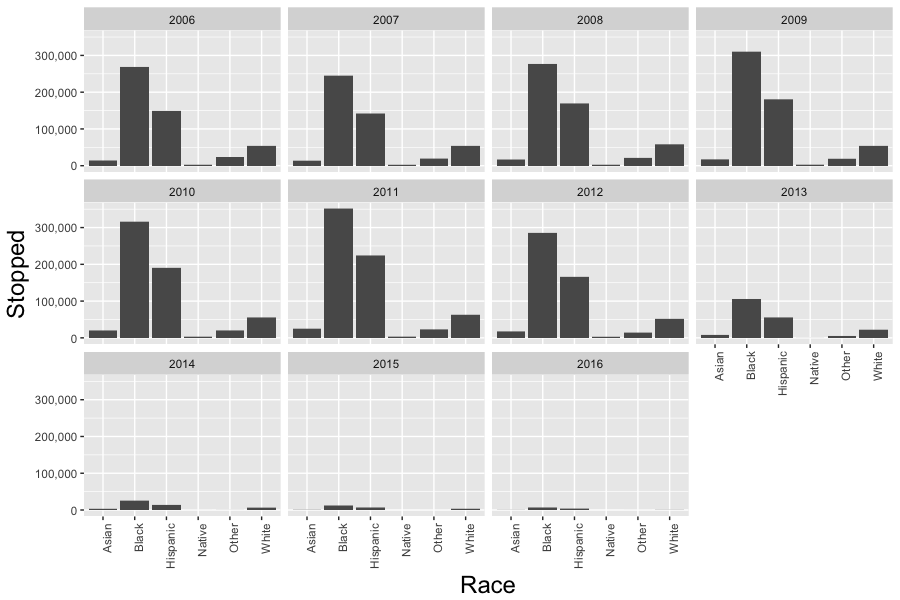 2006 2007 2008 2009
300,000
200,000
100,000
0
2010 2011 2012 2013
300,000
200,000
100,000
0
Asian Black Hispanic Native Other White
2014 2015 2016
300,000
200,000
100,000
0
Asian Black Hispanic Native Other White Asian Black Hispanic Native Other White Asian Black Hispanic Native Other White
Stopped
Race